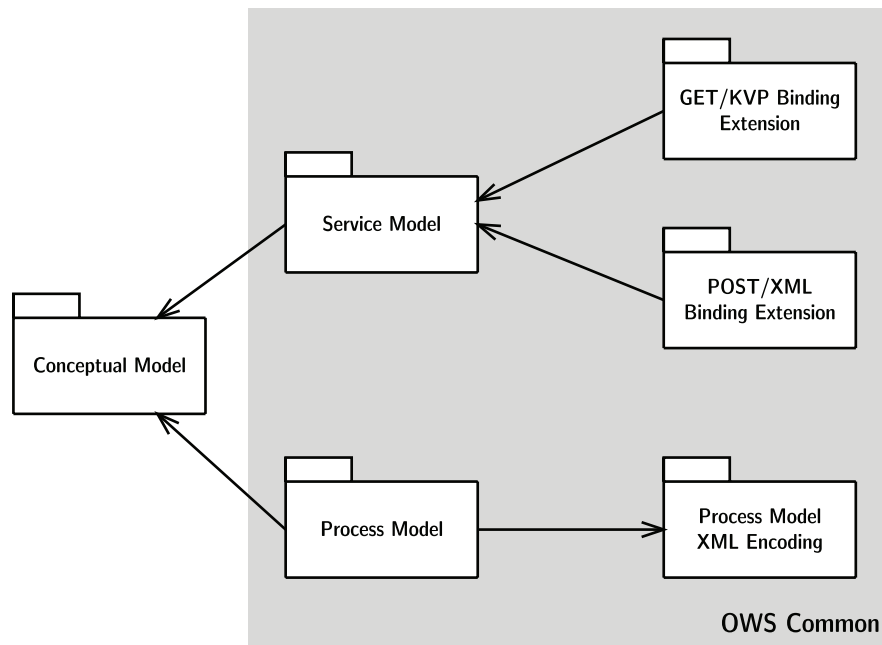 GET/KVP Binding
Extension
Service Model
POST/XML
Binding Extension
Conceptual Model
Process Model
Process Model
XML Encoding
OWS Common